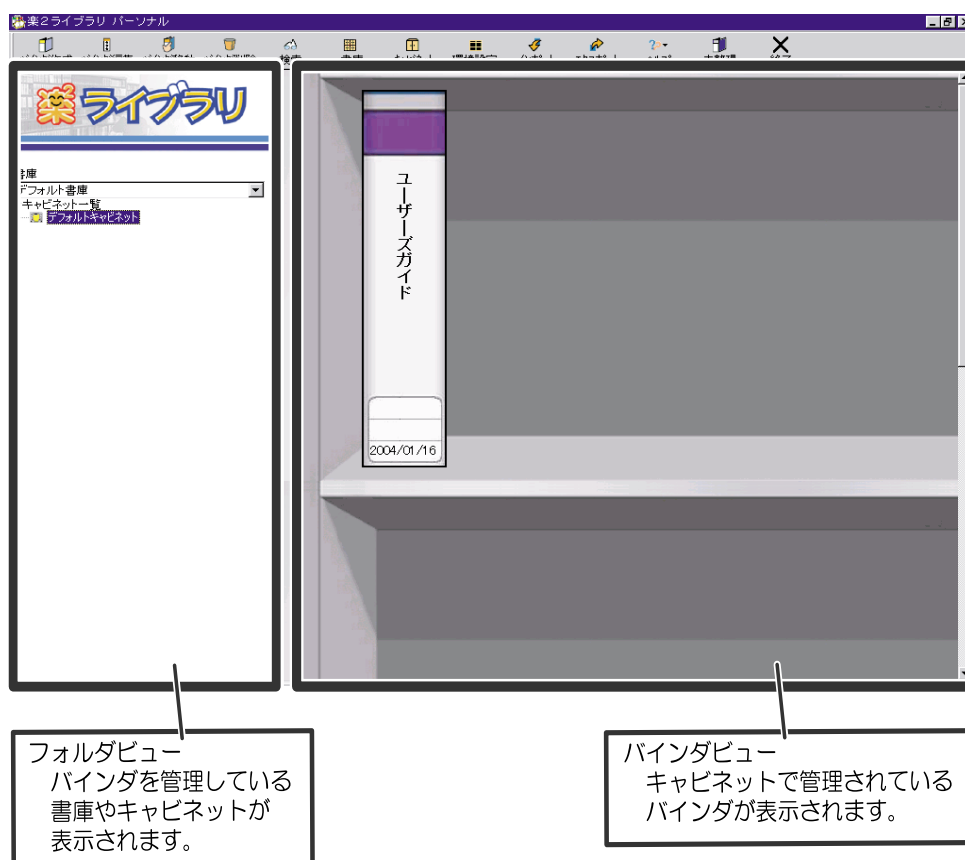 楽2ライブラリ パーソナル
楽ライブラリ
デフォルト書庫
キャビネット一覧
デフォルトキャビネット
ユーザーズガイド
2004/01/16
フォルダビュー
バインダを管理している
書庫やキャビネットが
表示されます。
バインダビュー
キャビネットで管理されている
バインダが表示されます。